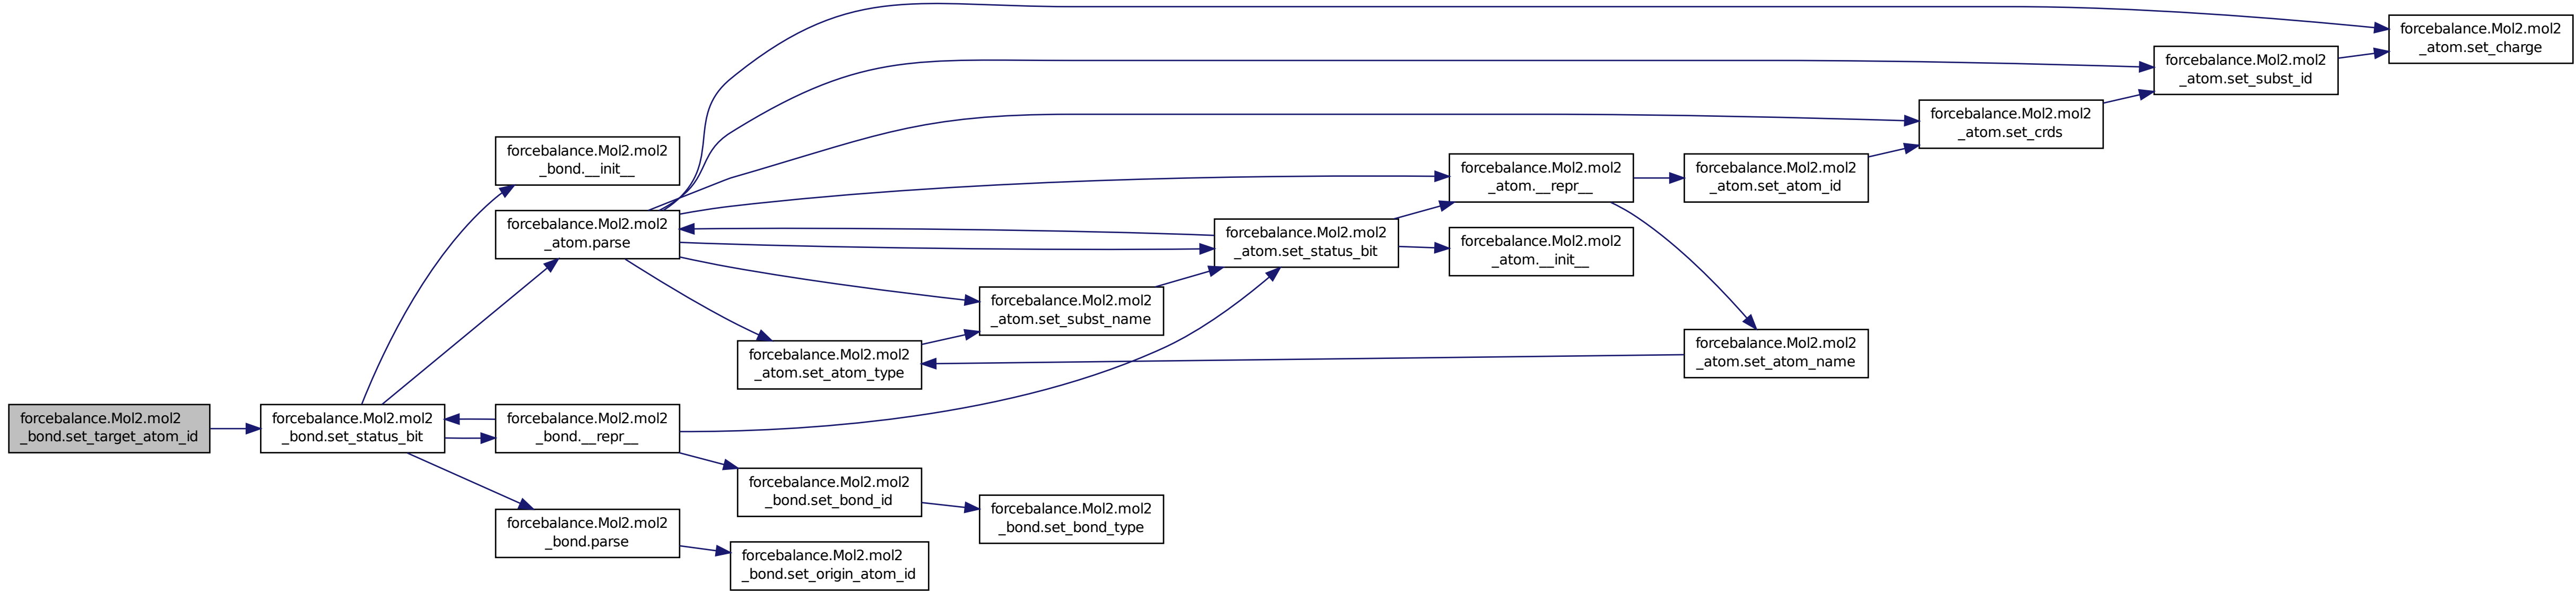 forcebalance.Mol2.mol2
_atom.set_charge
forcebalance.Mol2.mol2
_atom.set_subst_id
forcebalance.Mol2.mol2
_atom.set_crds
forcebalance.Mol2.mol2
_bond.__init__
forcebalance.Mol2.mol2
_atom.__repr__
forcebalance.Mol2.mol2
_atom.set_atom_id
forcebalance.Mol2.mol2
_atom.parse
forcebalance.Mol2.mol2
_atom.set_status_bit
forcebalance.Mol2.mol2
_atom.__init__
forcebalance.Mol2.mol2
_atom.set_subst_name
forcebalance.Mol2.mol2
_atom.set_atom_type
forcebalance.Mol2.mol2
_atom.set_atom_name
forcebalance.Mol2.mol2
_bond.set_target_atom_id
forcebalance.Mol2.mol2
_bond.set_status_bit
forcebalance.Mol2.mol2
_bond.__repr__
forcebalance.Mol2.mol2
_bond.set_bond_id
forcebalance.Mol2.mol2
_bond.set_bond_type
forcebalance.Mol2.mol2
_bond.parse
forcebalance.Mol2.mol2
_bond.set_origin_atom_id